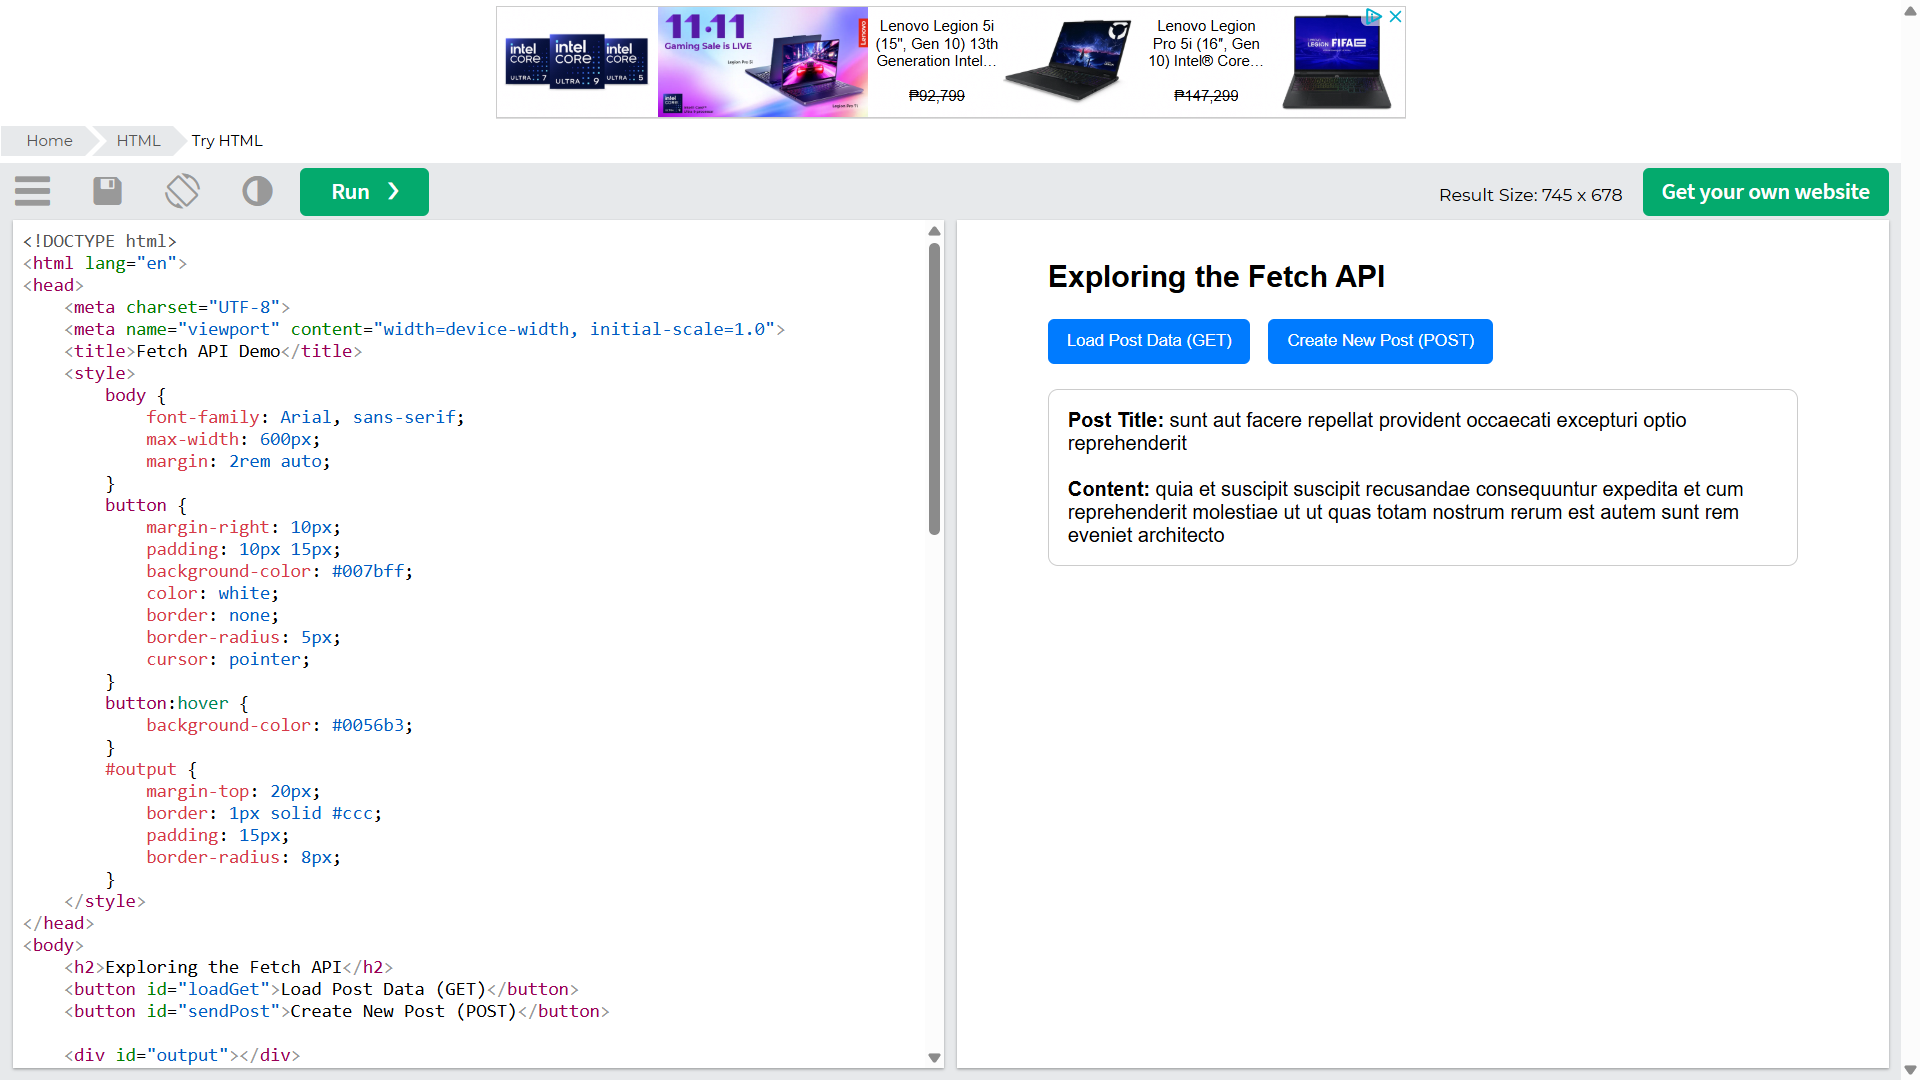 intel CORE ULTRA 7
intel CORE ULTRA 9
intel CORE ULTRA 5
11·11
Gaming Sale is LIVE
Legion Pro 5i
Legion Pro 7i
Lenovo
Lenovo Legion 5i
(15", Gen 10) 13th
Generation Intel...
₱92,799
Lenovo Legion
Pro 5i (16", Gen
10) Intel® Core...
₱147,299
LEGION FIFA
Home
HTML
Try HTML
Run ❯
Result Size: 745 x 678
Get your own website
<!DOCTYPE html>
<html lang="en">
<head>
    <meta charset="UTF-8">
    <meta name="viewport" content="width=device-width, initial-scale=1.0">
    <title>Fetch API Demo</title>
    <style>
        body {
            font-family: Arial, sans-serif;
            max-width: 600px;
            margin: 2rem auto;
        }
        button {
            margin-right: 10px;
            padding: 10px 15px;
            background-color: #007bff;
            color: white;
            border: none;
            border-radius: 5px;
            cursor: pointer;
        }
        button:hover {
            background-color: #0056b3;
        }
        #output {
            margin-top: 20px;
            border: 1px solid #ccc;
            padding: 15px;
            border-radius: 8px;
        }
    </style>
</head>
<body>
    <h2>Exploring the Fetch API</h2>
    <button id="loadGet">Load Post Data (GET)</button>
    <button id="sendPost">Create New Post (POST)</button>
    <div id="output"></div>
Exploring the Fetch API
Load Post Data (GET)
Create New Post (POST)
Post Title: sunt aut facere repellat provident occaecati excepturi optio
reprehenderit
Content: quia et suscipit suscipit recusandae consequuntur expedita et cum
reprehenderit molestiae ut ut quas totam nostrum rerum est autem sunt rem
eveniet architecto